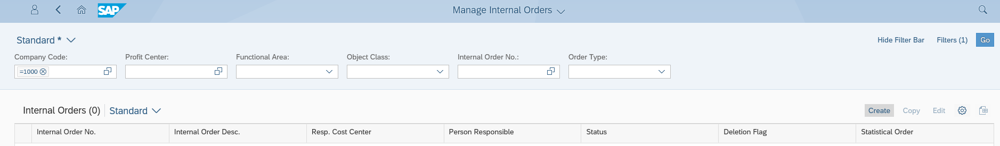 SAP Manage Internal Orders
Standard * Hide Filter Bar Filters (1) Go
Company Code: Profit Center: Functional Area: Object Class: Internal Order No.: Order Type:
=1000
Internal Orders (0) Standard Create Copy Edit
Internal Order No. Internal Order Desc. Resp. Cost Center Person Responsible Status Deletion Flag Statistical Order